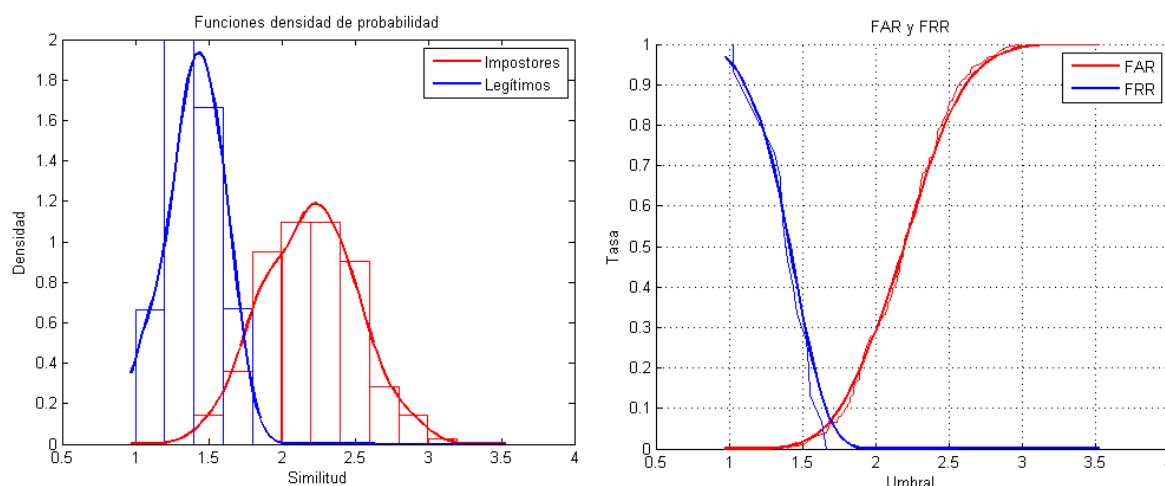 Funciones densidad de probabilidad
2
1.8
1.6
1.4
1.2
1
0.8
0.6
0.4
0.2
0
Densidad
Impostores
Legítimos
0.5 1 1.5 2 2.5 3 3.5 4
Similitud
FAR y FRR
1
0.9
0.8
0.7
0.6
0.5
0.4
0.3
0.2
0.1
0
Tasa
FAR
FRR
0.5 1 1.5 2 2.5 3 3.5
Umbral